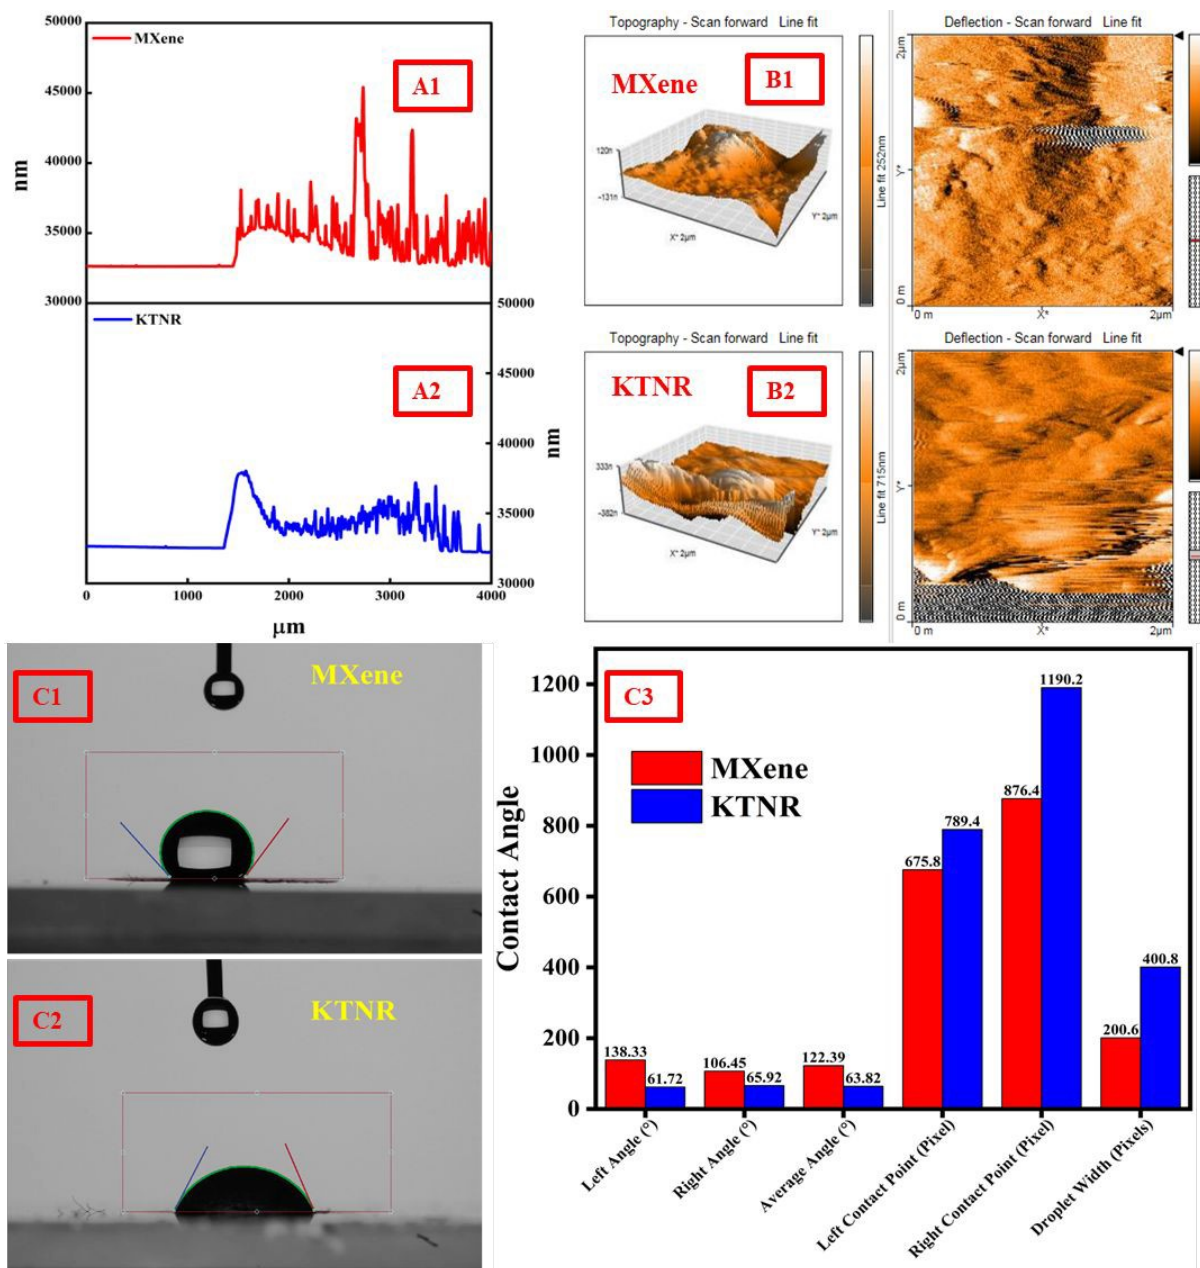 50000
MXene
A1
45000
40000
nm
35000
30000
50000
KTNR
A2
45000
40000
nm
35000
30000
0
1000
2000
3000
4000
μm
Topography - Scan forward Line fit
MXene
B1
120n
-131n
X* 2μm
Y* 2μm
Line fit 252nm
Deflection - Scan forward Line fit
2μm
Y*
0 m
0 m
X*
2μm
Topography - Scan forward Line fit
KTNR
B2
333n
-382n
X* 2μm
Y* 2μm
Line fit 715nm
Deflection - Scan forward Line fit
2μm
Y*
0 m
0 m
X*
2μm
C1
MXene
C2
KTNR
C3
Contact Angle
1200
1000
800
600
400
200
0
MXene
KTNR
138.33
61.72
106.45
65.92
122.39
63.82
675.8
789.4
876.4
1190.2
200.6
400.8
Left Angle (°)
Right Angle (°)
Average Angle (°)
Left Contact Point (Pixel)
Right Contact Point (Pixel)
Droplet Width (Pixels)